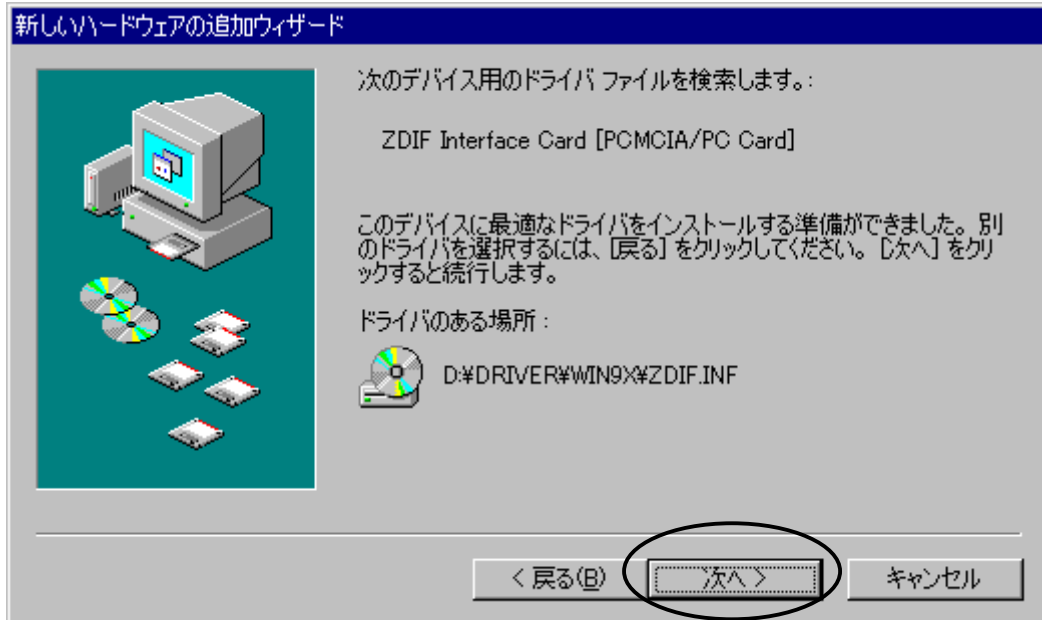 新しいハードウェアの追加ウィザード
次のデバイス用のドライバ ファイルを検索します。:
ZDIF Interface Card [PCMCIA/PC Card]
このデバイスに最適なドライバをインストールする準備ができました。別
のドライバを選択するには、[戻る] をクリックしてください。[次へ] をクリ
ックすると続行します。
ドライバのある場所 :
D:¥DRIVER¥WIN9X¥ZDIF.INF
< 戻る(B)
次へ >
キャンセル